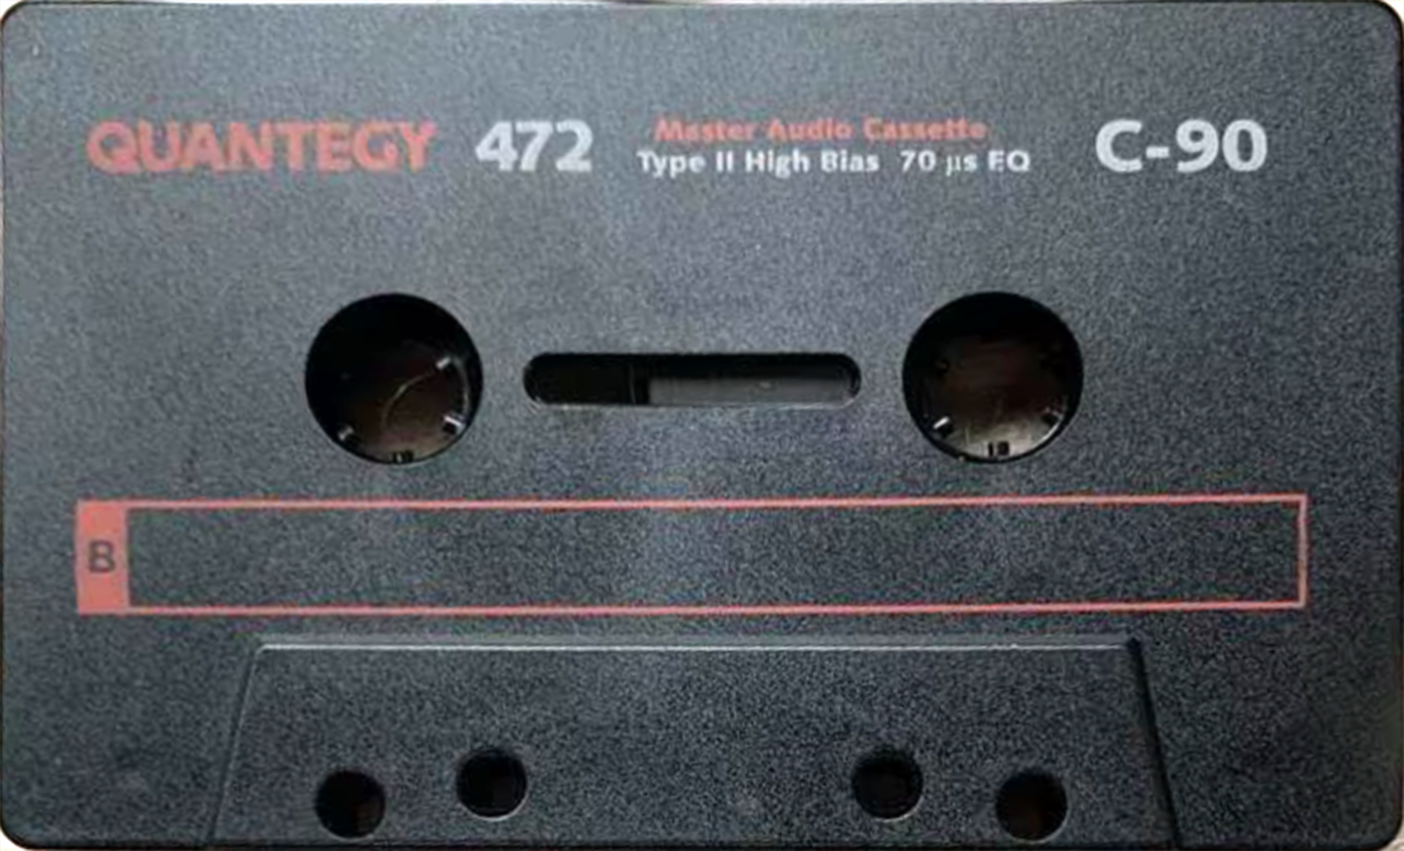 QUANTEGY 472 Master Audio Cassette C-90
Type II High Bias 70 µs EQ
B